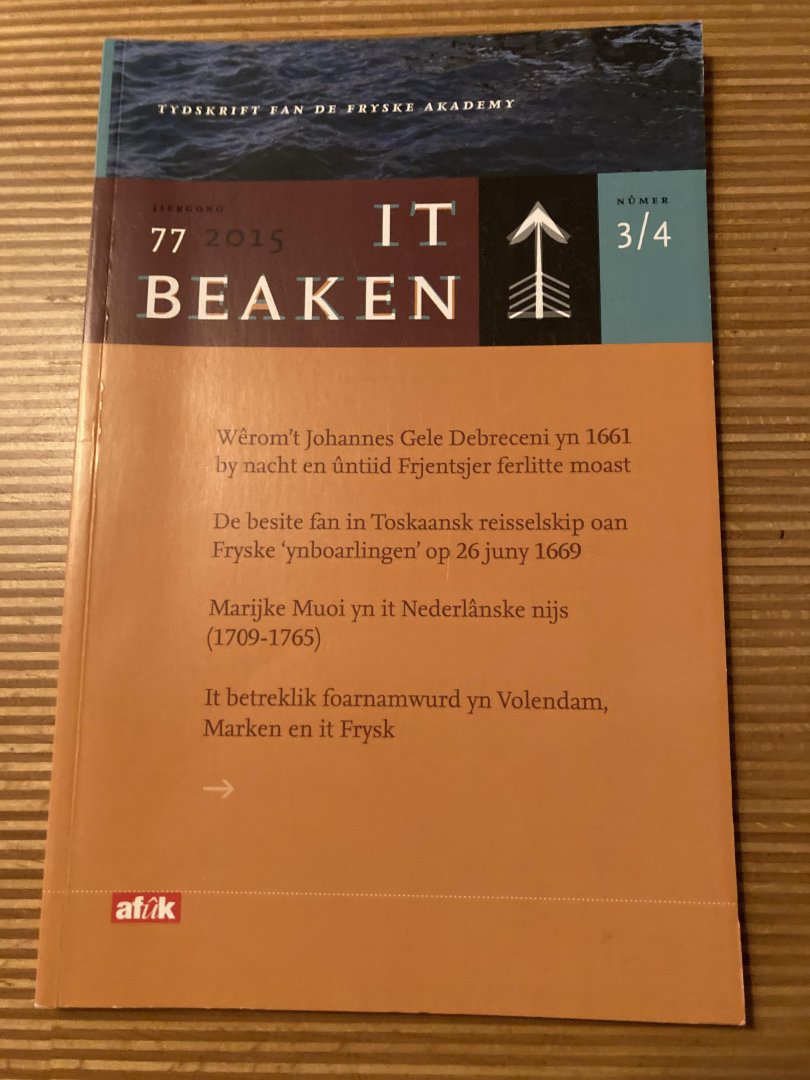 TYDSKRIFT FAN DE FRYSKE AKADEMY
JIERGONG
77 2015
IT
BEAKEN
NÛMER
3/4
Wêrom't Johannes Gele Debreceni yn 1661
by nacht en ûntiid Frjentsjer ferlitte moast
De besite fan in Toskaansk reisselskip oan
Fryske ‘ynboarlingen’ op 26 juny 1669
Marijke Muoi yn it Nederlânske nijs
(1709-1765)
It betreklik foarnamwurd yn Volendam,
Marken en it Frysk
→
afûk